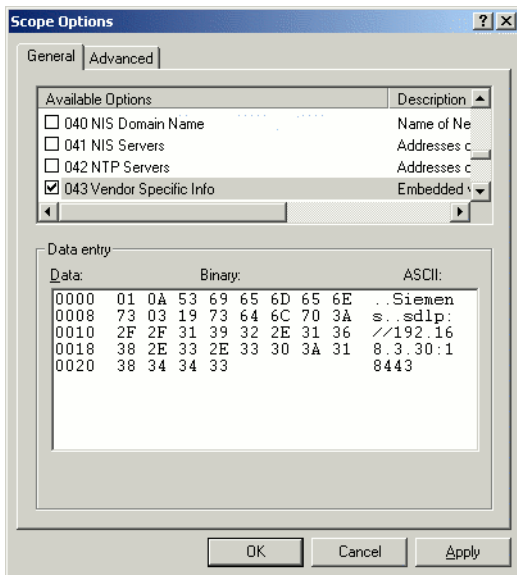 Scope Options
General Advanced
Available Options Description
040 NIS Domain Name Name of Ne
041 NIS Servers Addresses c
042 NTP Servers Addresses c
043 Vendor Specific Info Embedded v
Data entry
Data: Binary: ASCII:
0000 01 0A 53 69 65 6D 65 6E ..Siemen
0008 73 03 19 73 64 6C 70 3A s..sdlp:
0010 2F 2F 31 39 32 2E 31 36 //192.16
0018 38 2E 33 2E 33 30 3A 31 8.3.30:1
0020 38 34 34 33 8443
OK Cancel Apply